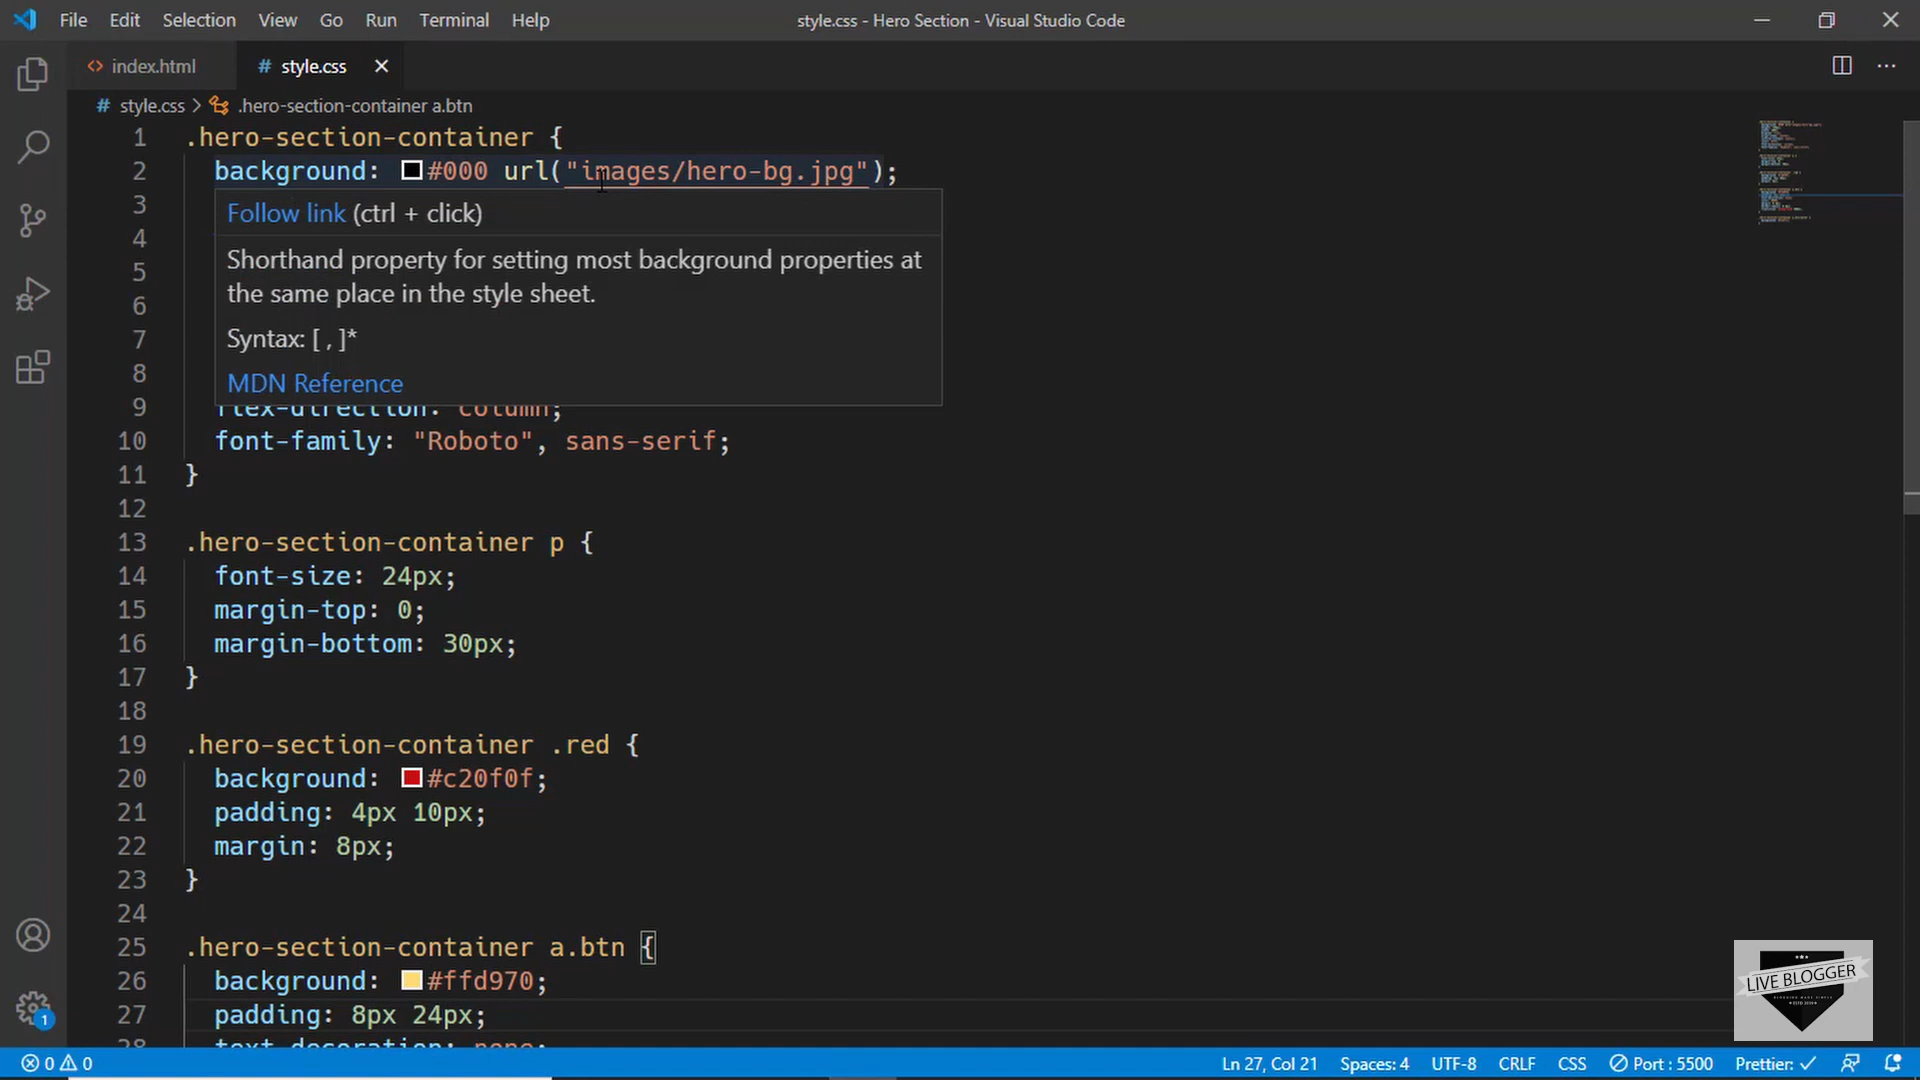 File Edit Selection View Go Run Terminal Help style.css - Hero Section - Visual Studio Code
<> index.html # style.css
# style.css > .hero-section-container a.btn
1 .hero-section-container {
2 background: #000 url("images/hero-bg.jpg");
3
Follow link (ctrl + click)
4
Shorthand property for setting most background properties at
5
the same place in the style sheet.
6
7
Syntax: [ , ]*
8
MDN Reference
9 flex-direction: column;
10 font-family: "Roboto", sans-serif;
11 }
12
13 .hero-section-container p {
14 font-size: 24px;
15 margin-top: 0;
16 margin-bottom: 30px;
17 }
18
19 .hero-section-container .red {
20 background: #c20f0f;
21 padding: 4px 10px;
22 margin: 8px;
23 }
24
25 .hero-section-container a.btn {
26 background: #ffd970;
27 padding: 8px 24px;
28 text-decoration: none;
LIVE BLOGGER
1
0 0 Ln 27, Col 21 Spaces: 4 UTF-8 CRLF CSS Port : 5500 Prettier: ✓